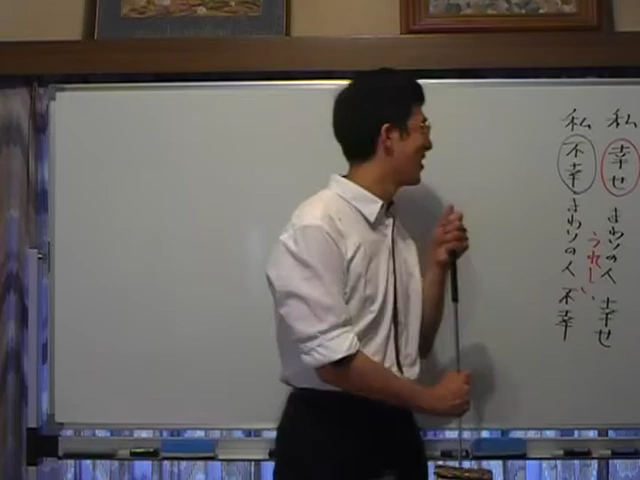 私 幸せ まわりの人 幸せ
うれしい
私 不幸 まわりの人 不幸